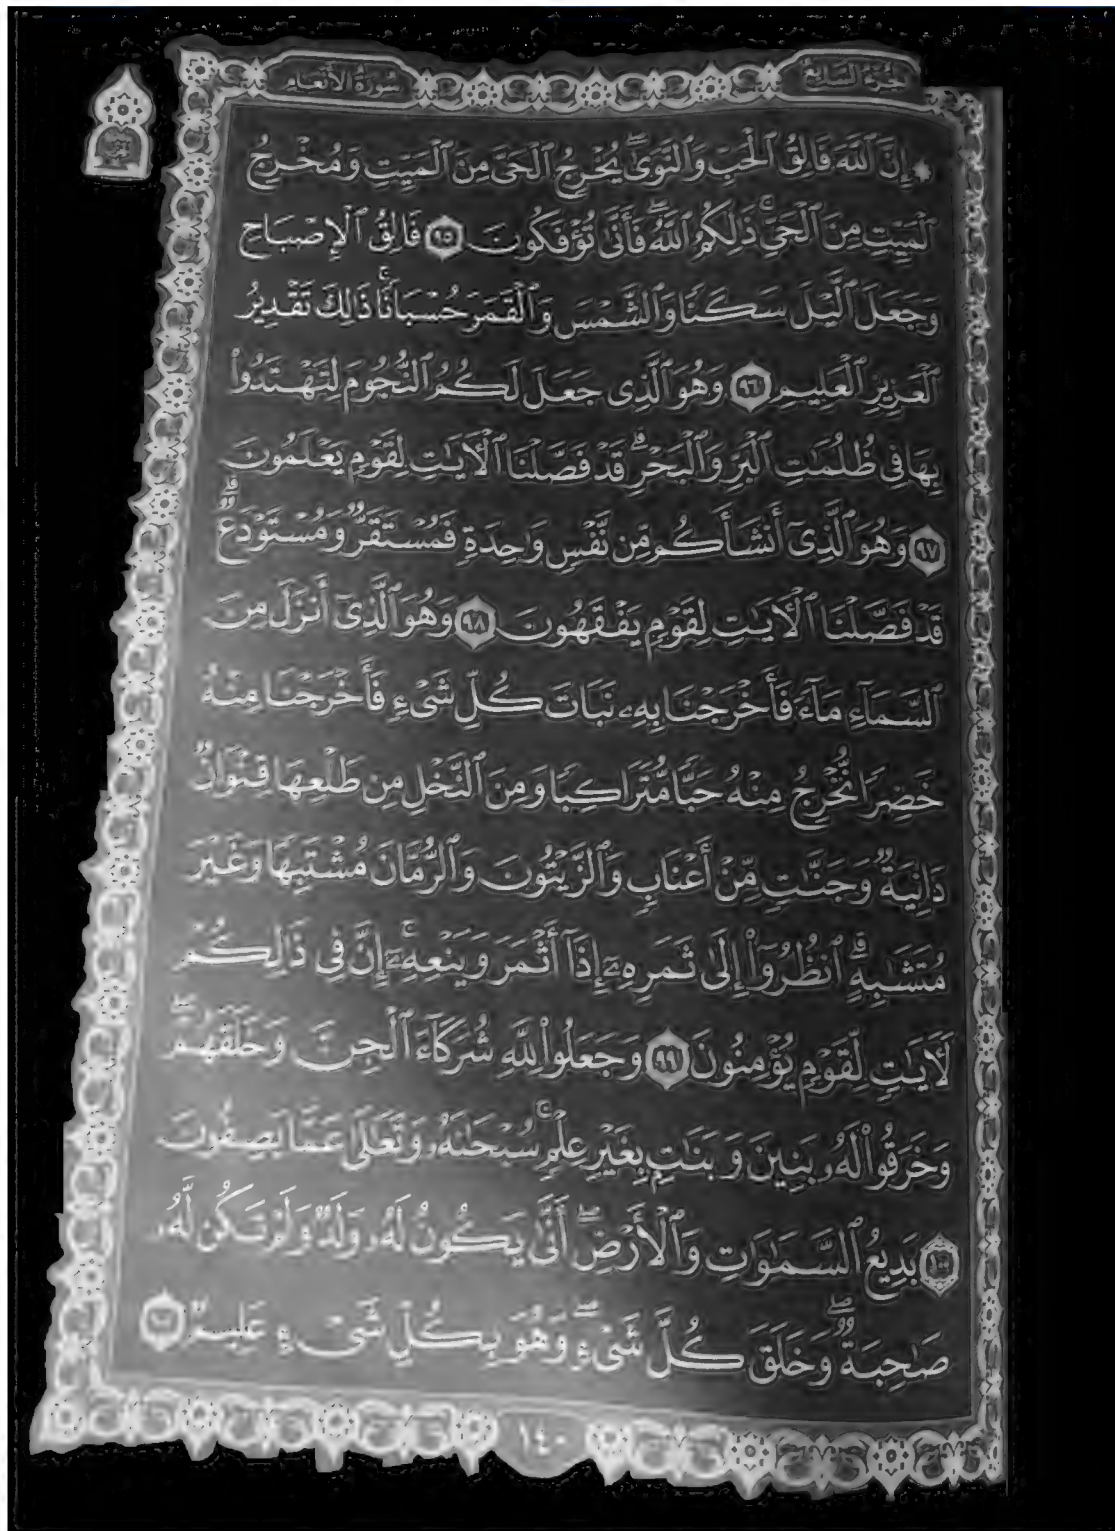 الجزء السابع
سورة الأنعام
۞ إِنَّ ٱللَّهَ فَالِقُ ٱلْحَبِّ وَٱلنَّوَىٰۖ يُخْرِجُ ٱلْحَىَّ مِنَ ٱلْمَيِّتِ وَمُخْرِجُ
ٱلْمَيِّتِ مِنَ ٱلْحَىِّۚ ذَٰلِكُمُ ٱللَّهُۖ فَأَنَّىٰ تُؤْفَكُونَ ٩٥ فَالِقُ ٱلْإِصْبَاحِ
وَجَعَلَ ٱلَّيْلَ سَكَنًا وَٱلشَّمْسَ وَٱلْقَمَرَ حُسْبَانًاۚ ذَٰلِكَ تَقْدِيرُ
ٱلْعَزِيزِ ٱلْعَلِيمِ ٩٦ وَهُوَ ٱلَّذِى جَعَلَ لَكُمُ ٱلنُّجُومَ لِتَهْتَدُوا۟
بِهَا فِى ظُلُمَٰتِ ٱلْبَرِّ وَٱلْبَحْرِۗ قَدْ فَصَّلْنَا ٱلْءَايَٰتِ لِقَوْمٍ يَعْلَمُونَ
٩٧ وَهُوَ ٱلَّذِىٓ أَنشَأَكُم مِّن نَّفْسٍ وَٰحِدَةٍ فَمُسْتَقَرٌّ وَمُسْتَوْدَعٌۗ
قَدْ فَصَّلْنَا ٱلْءَايَٰتِ لِقَوْمٍ يَفْقَهُونَ ٩٨ وَهُوَ ٱلَّذِىٓ أَنزَلَ مِنَ
ٱلسَّمَآءِ مَآءً فَأَخْرَجْنَا بِهِۦ نَبَاتَ كُلِّ شَىْءٍ فَأَخْرَجْنَا مِنْهُ
خَضِرًا نُّخْرِجُ مِنْهُ حَبًّا مُّتَرَاكِبًا وَمِنَ ٱلنَّخْلِ مِن طَلْعِهَا قِنْوَانٌ
دَانِيَةٌ وَجَنَّٰتٍ مِّنْ أَعْنَابٍ وَٱلزَّيْتُونَ وَٱلرُّمَّانَ مُشْتَبِهًا وَغَيْرَ
مُتَشَٰبِهٍۗ ٱنظُرُوٓا۟ إِلَىٰ ثَمَرِهِۦٓ إِذَآ أَثْمَرَ وَيَنْعِهِۦٓۚ إِنَّ فِى ذَٰلِكُمْ
لَءَايَٰتٍ لِّقَوْمٍ يُؤْمِنُونَ ٩٩ وَجَعَلُوا۟ لِلَّهِ شُرَكَآءَ ٱلْجِنَّ وَخَلَقَهُمْۖ
وَخَرَقُوا۟ لَهُۥ بَنِينَ وَبَنَٰتٍۭ بِغَيْرِ عِلْمٍۚ سُبْحَٰنَهُۥ وَتَعَٰلَىٰ عَمَّا يَصِفُونَ
١٠٠ بَدِيعُ ٱلسَّمَٰوَٰتِ وَٱلْأَرْضِۖ أَنَّىٰ يَكُونُ لَهُۥ وَلَدٌ وَلَمْ تَكُن لَّهُۥ
صَٰحِبَةٌۖ وَخَلَقَ كُلَّ شَىْءٍۖ وَهُوَ بِكُلِّ شَىْءٍ عَلِيمٌ ١٠١
١٤٠